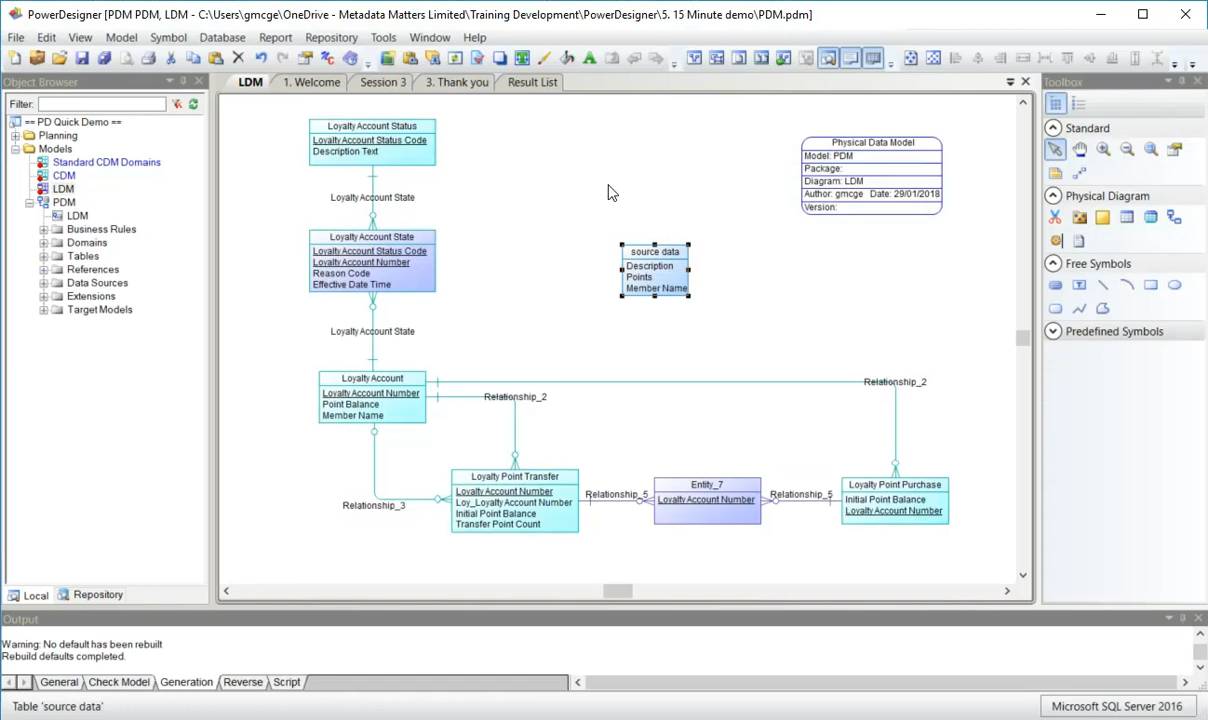 PowerDesigner [PDM PDM, LDM - C:\Users\gmcge\OneDrive - Metadata Matters Limited\Training Development\PowerDesigner\5. 15 Minute demo\PDM.pdm]
File Edit View Model Symbol Database Report Repository Tools Window Help
Object Browser
Filter:
== PD Quick Demo ==
Planning
Models
Standard CDM Domains
CDM
LDM
PDM
LDM
Business Rules
Domains
Tables
References
Data Sources
Extensions
Target Models
Local Repository
LDM 1. Welcome Session 3 3. Thank you Result List
Loyalty Account Status
Loyalty Account Status Code
Description Text
Loyalty Account State
Loyalty Account State
Loyalty Account Status Code
Loyalty Account Number
Reason Code
Effective Date Time
Loyalty Account State
Loyalty Account
Loyalty Account Number
Point Balance
Member Name
Physical Data Model
Model: PDM
Package:
Diagram: LDM
Author: gmcge Date: 29/01/2018
Version:
source data
Description
Points
Member Name
Relationship_2
Relationship_2
Relationship_3
Loyalty Point Transfer
Loyalty Account Number
Loy_Loyalty Account Number
Initial Point Balance
Transfer Point Count
Relationship_5
Entity_7
Loyalty Account Number
Relationship_5
Loyalty Point Purchase
Initial Point Balance
Loyalty Account Number
Toolbox
Standard
Physical Diagram
Free Symbols
Predefined Symbols
Output
Warning: No default has been rebuilt
Rebuild defaults completed.
General Check Model Generation Reverse Script
Table 'source data'
Microsoft SQL Server 2016